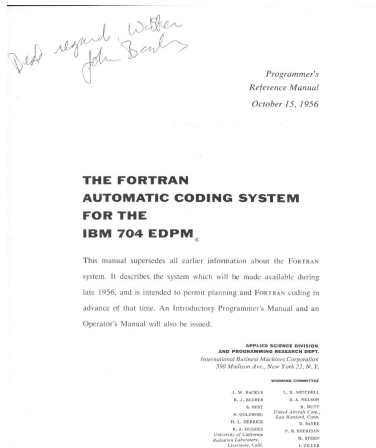 Best regards, Walter
John Backus
Programmer's
Reference Manual
October 15, 1956
THE FORTRAN
AUTOMATIC CODING SYSTEM
FOR THE
IBM 704 EDPM®
This manual supersedes all earlier information about the FORTRAN
system. It describes the system which will be made available during
late 1956, and is intended to permit planning and FORTRAN coding in
advance of that time. An Introductory Programmer's Manual and an
Operator's Manual will also be issued.
APPLIED SCIENCE DIVISION
AND PROGRAMMING RESEARCH DEPT.
International Business Machines Corporation
590 Madison Ave., New York 22, N. Y.
WORKING COMMITTEE
J. W. BACKUS
R. J. BEEBER
S. BEST
R. GOLDBERG
H. L. HERRICK
R. A. HUGHES
University of California
Radiation Laboratory,
Livermore, Calif.
L. B. MITCHELL
R. A. NELSON
R. NUTT
United Aircraft Corp.,
East Hartford, Conn.
D. SAYRE
P. B. SHERIDAN
H. STERN
I. ZILLER